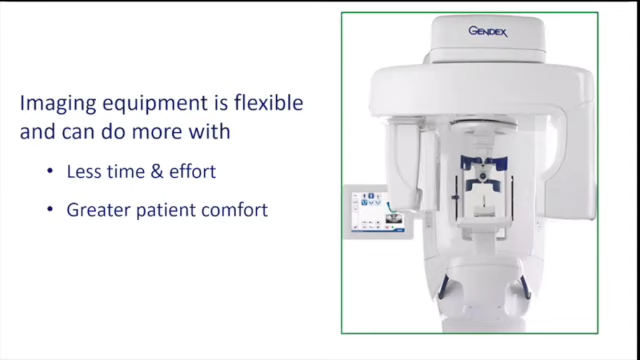 Imaging equipment is flexible
and can do more with
• Less time & effort
• Greater patient comfort
GENDEX